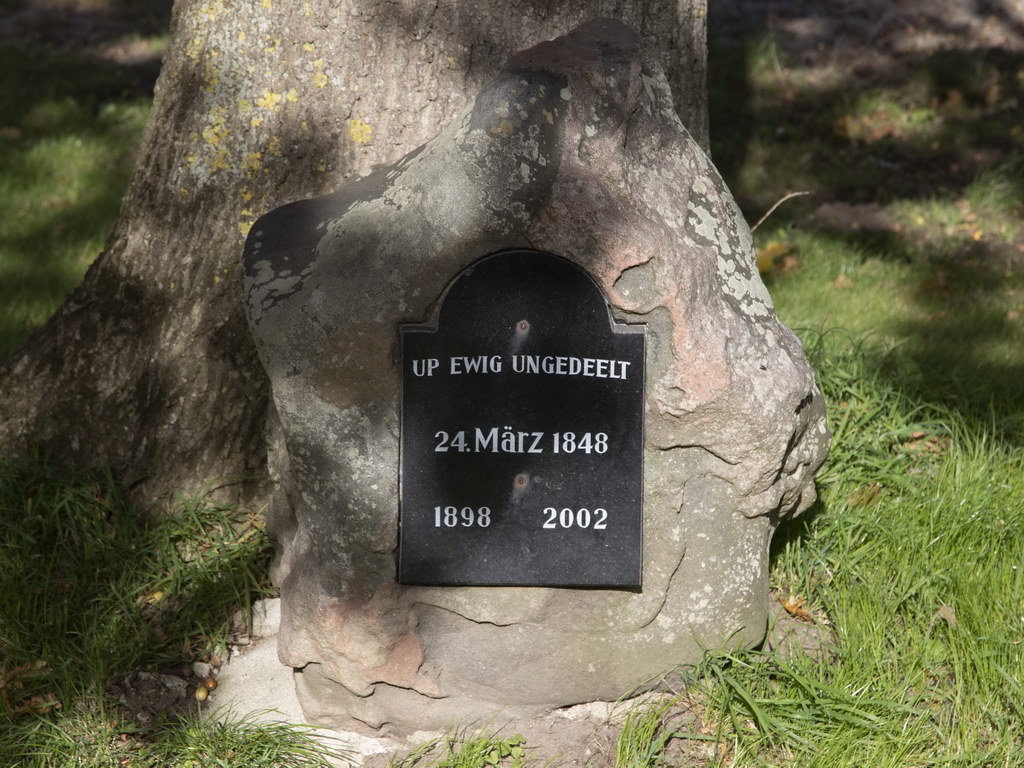 UP EWIG UNGEDEELT
24. März 1848
1898 2002